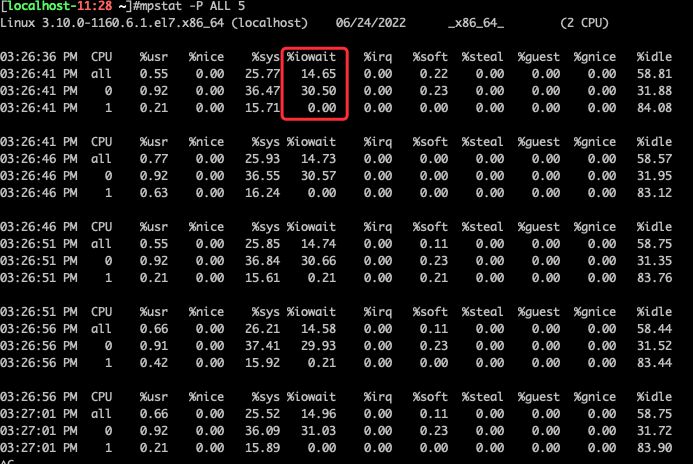 [localhost-11:28 ~]#mpstat -P ALL 5
Linux 3.10.0-1160.6.1.el7.x86_64 (localhost) 06/24/2022 _x86_64_ (2 CPU)
03:26:36 PM CPU %usr %nice %sys %iowait %irq %soft %steal %guest %gnice %idle
03:26:41 PM all 0.55 0.00 25.77 14.65 0.00 0.22 0.00 0.00 0.00 58.81
03:26:41 PM 0 0.92 0.00 36.47 30.50 0.00 0.23 0.00 0.00 0.00 31.88
03:26:41 PM 1 0.21 0.00 15.71 0.00 0.00 0.00 0.00 0.00 0.00 84.08
03:26:41 PM CPU %usr %nice %sys %iowait %irq %soft %steal %guest %gnice %idle
03:26:46 PM all 0.77 0.00 25.93 14.73 0.00 0.00 0.00 0.00 0.00 58.57
03:26:46 PM 0 0.92 0.00 36.55 30.57 0.00 0.00 0.00 0.00 0.00 31.95
03:26:46 PM 1 0.63 0.00 16.24 0.00 0.00 0.00 0.00 0.00 0.00 83.12
03:26:46 PM CPU %usr %nice %sys %iowait %irq %soft %steal %guest %gnice %idle
03:26:51 PM all 0.55 0.00 25.85 14.74 0.00 0.11 0.00 0.00 0.00 58.75
03:26:51 PM 0 0.92 0.00 36.84 30.66 0.00 0.23 0.00 0.00 0.00 31.35
03:26:51 PM 1 0.21 0.00 15.61 0.21 0.00 0.21 0.00 0.00 0.00 83.76
03:26:51 PM CPU %usr %nice %sys %iowait %irq %soft %steal %guest %gnice %idle
03:26:56 PM all 0.66 0.00 26.21 14.58 0.00 0.11 0.00 0.00 0.00 58.44
03:26:56 PM 0 0.91 0.00 37.41 29.93 0.00 0.23 0.00 0.00 0.00 31.52
03:26:56 PM 1 0.42 0.00 15.92 0.21 0.00 0.00 0.00 0.00 0.00 83.44
03:26:56 PM CPU %usr %nice %sys %iowait %irq %soft %steal %guest %gnice %idle
03:27:01 PM all 0.66 0.00 25.52 14.96 0.00 0.11 0.00 0.00 0.00 58.75
03:27:01 PM 0 0.92 0.00 36.09 31.03 0.00 0.23 0.00 0.00 0.00 31.72
03:27:01 PM 1 0.21 0.00 15.89 0.00 0.00 0.00 0.00 0.00 0.00 83.90